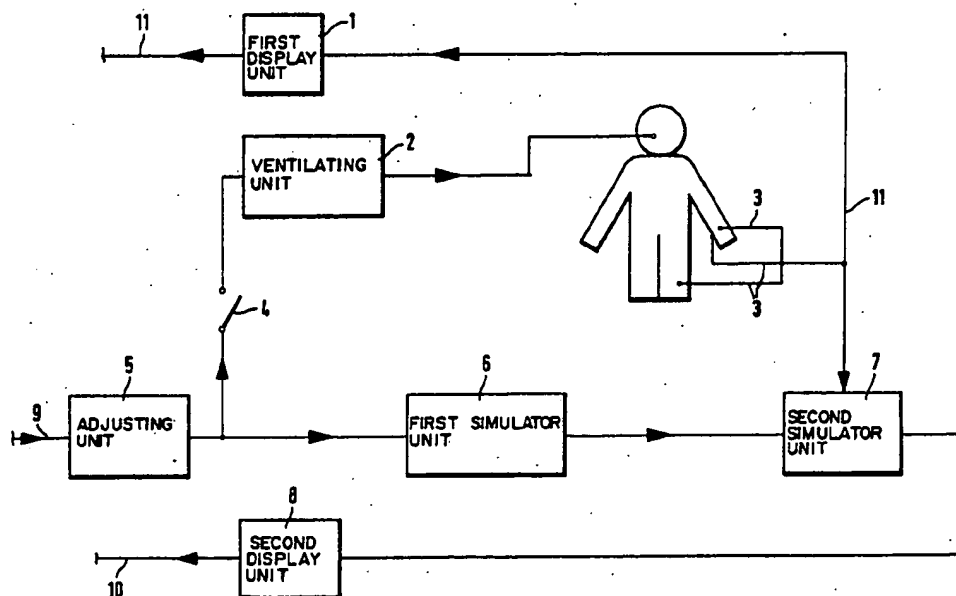 11
1
FIRST
DISPLAY
UNIT
2
VENTILATING
UNIT
3
11
3
4
5
6
7
9
ADJUSTING
UNIT
FIRST SIMULATOR
UNIT
SECOND
SIMULATOR
UNIT
8
SECOND
DISPLAY
UNIT
10